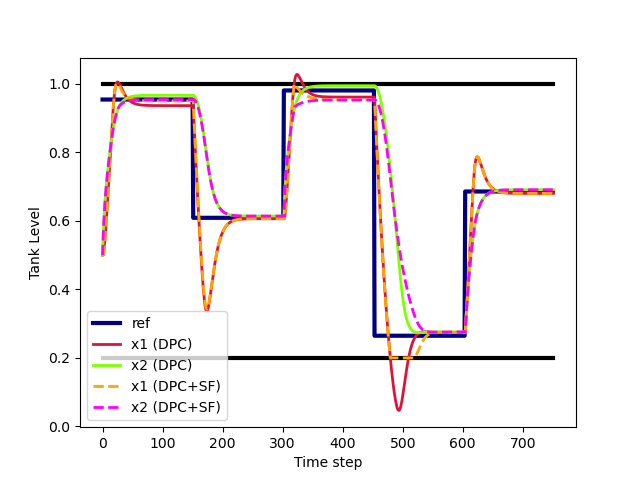 1.0
0.8
0.6
0.4
0.2
0.0
Tank Level
ref
x1 (DPC)
x2 (DPC)
x1 (DPC+SF)
x2 (DPC+SF)
0 100 200 300 400 500 600 700
Time step